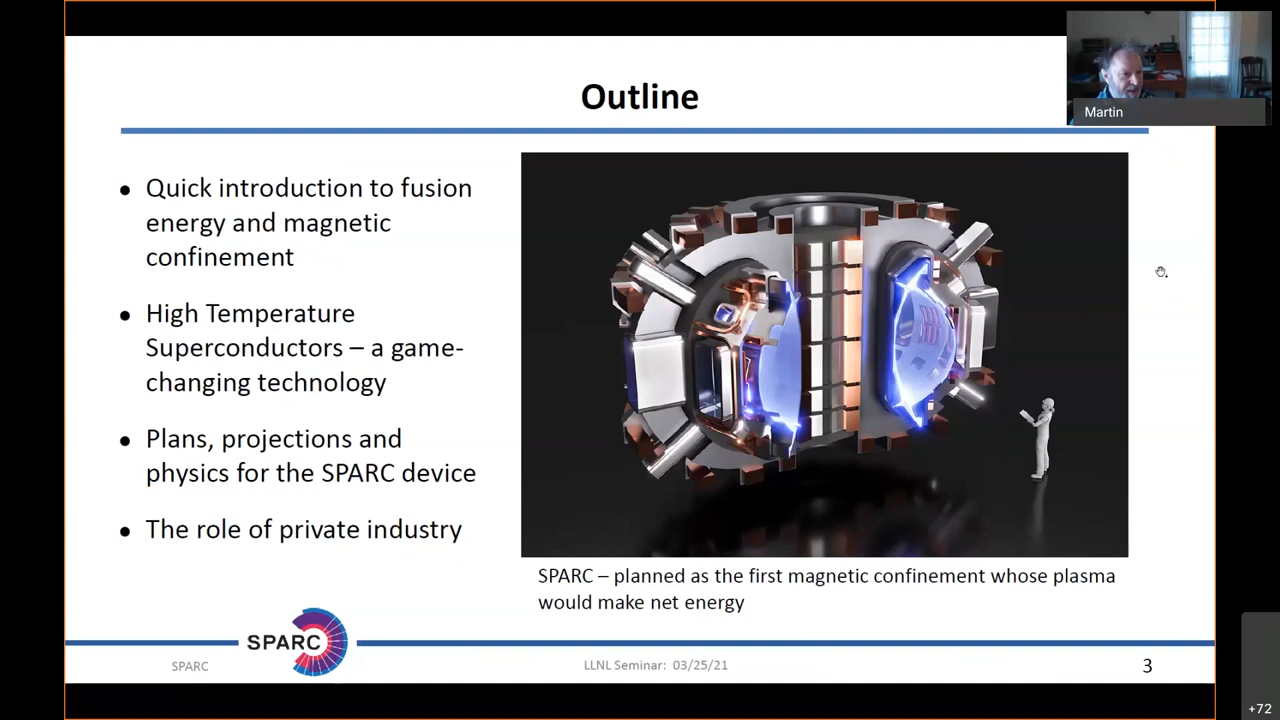 Outline
Martin
● Quick introduction to fusion
energy and magnetic
confinement
● High Temperature
Superconductors – a game-
changing technology
● Plans, projections and
physics for the SPARC device
● The role of private industry
SPARC – planned as the first magnetic confinement whose plasma
would make net energy
SPARC
SPARC
LLNL Seminar: 03/25/21
3
+72